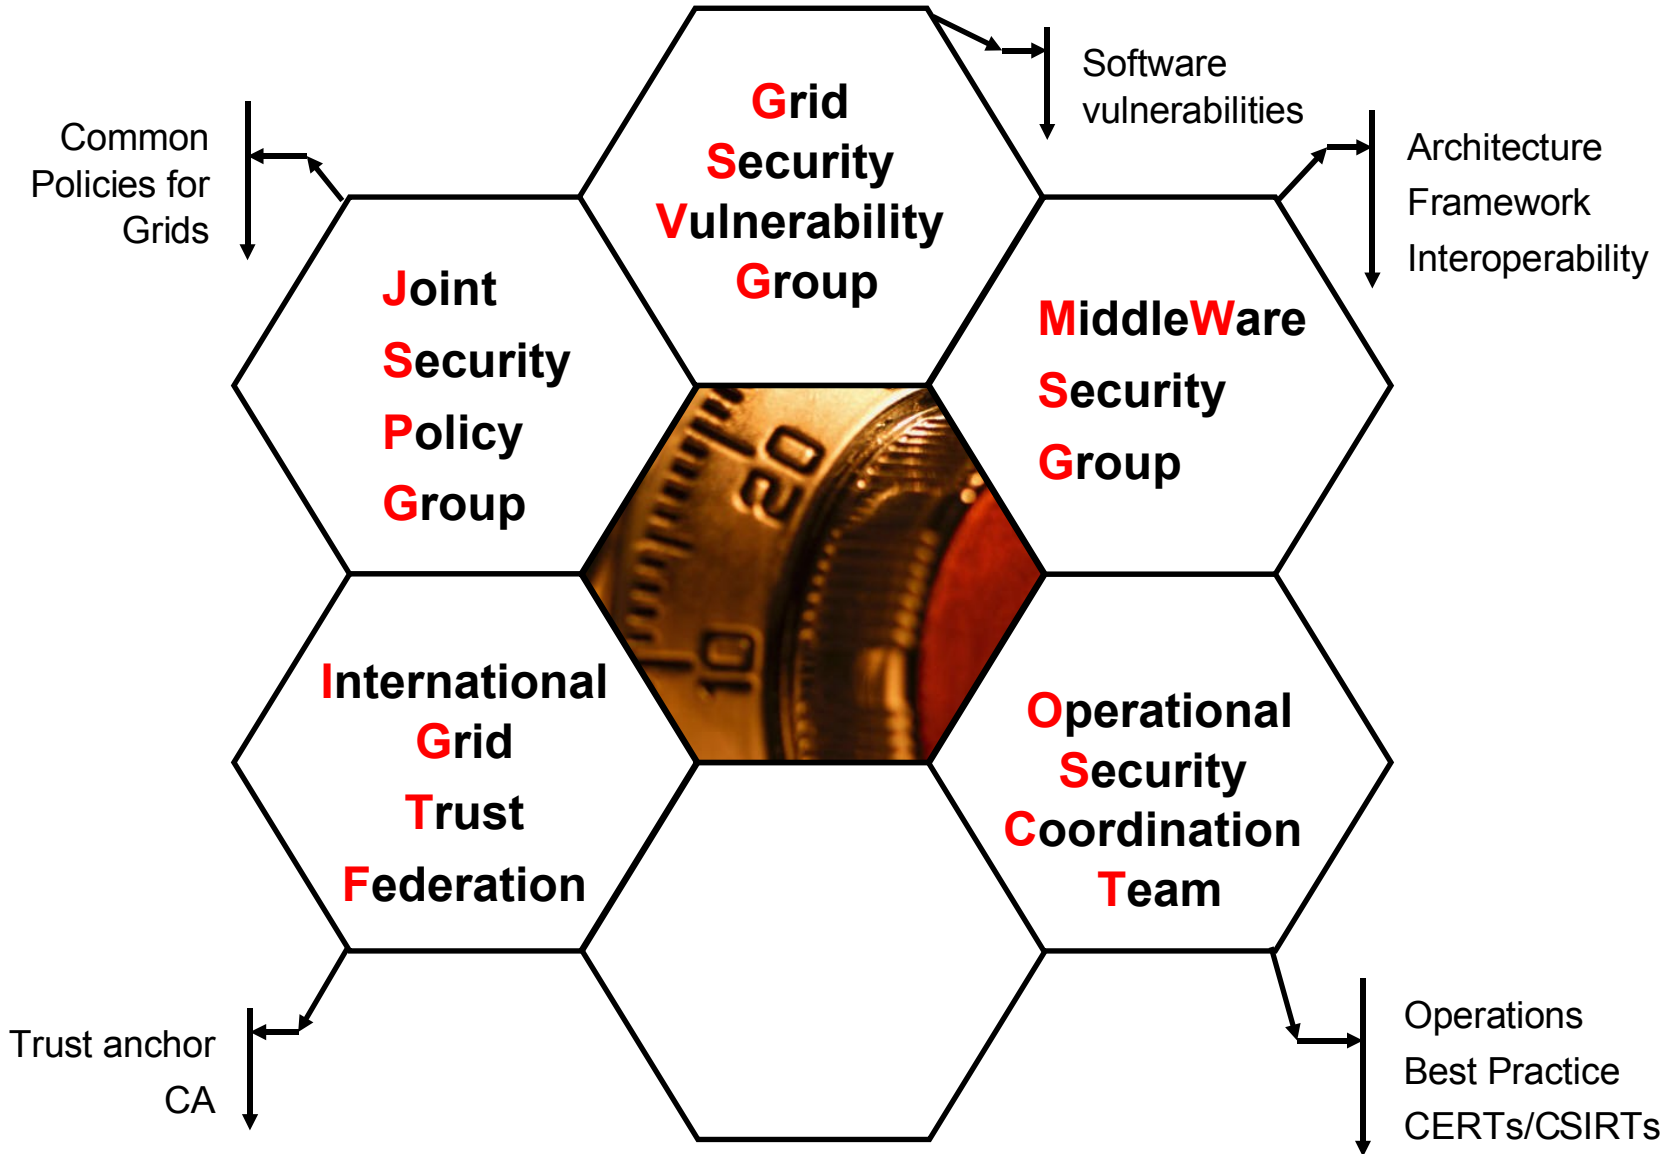 Grid
Security
Vulnerability
Group
Software
vulnerabilities
Common
Policies for
Grids
Joint
Security
Policy
Group
MiddleWare
Security
Group
Architecture
Framework
Interoperability
20
10
International
Grid
Trust
Federation
Operational
Security
Coordination
Team
Trust anchor
CA
Operations
Best Practice
CERTs/CSIRTs